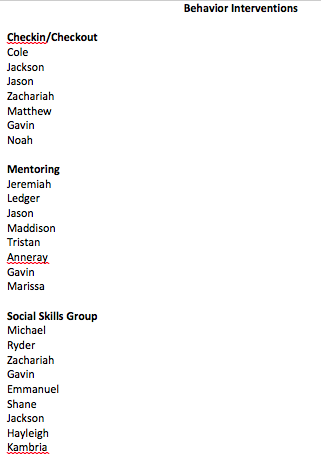 Behavior Interventions
Checkin/Checkout
Cole
Jackson
Jason
Zachariah
Matthew
Gavin
Noah
Mentoring
Jeremiah
Ledger
Jason
Maddison
Tristan
Anneray
Gavin
Marissa
Social Skills Group
Michael
Ryder
Zachariah
Gavin
Emmanuel
Shane
Jackson
Hayleigh
Kambria